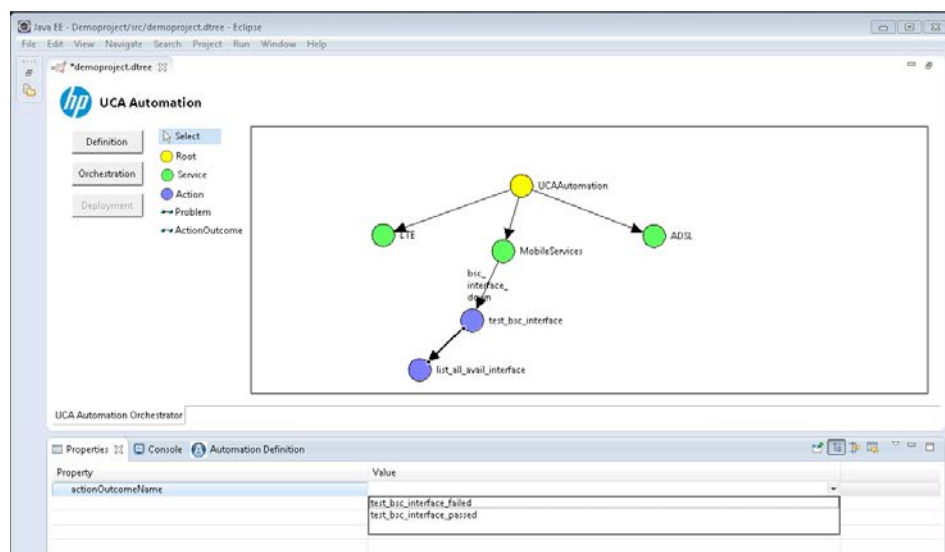 Java EE - Demoproject/src/demoproject.dtree - Eclipse
File Edit View Navigate Search Project Run Window Help
*demoproject.dtree
hp UCA Automation
Definition
Select
Root
Orchestration
Service
Action
Deployment
Problem
ActionOutcome
UCAAutomation
LTE
ADSL
MobileServices
bsc_
interface_
down
test_bsc_interface
list_all_avail_interface
UCA Automation Orchestrator
Properties Console Automation Definition
Property Value
actionOutcomeName
test_bsc_interface_failed
test_bsc_interface_passed